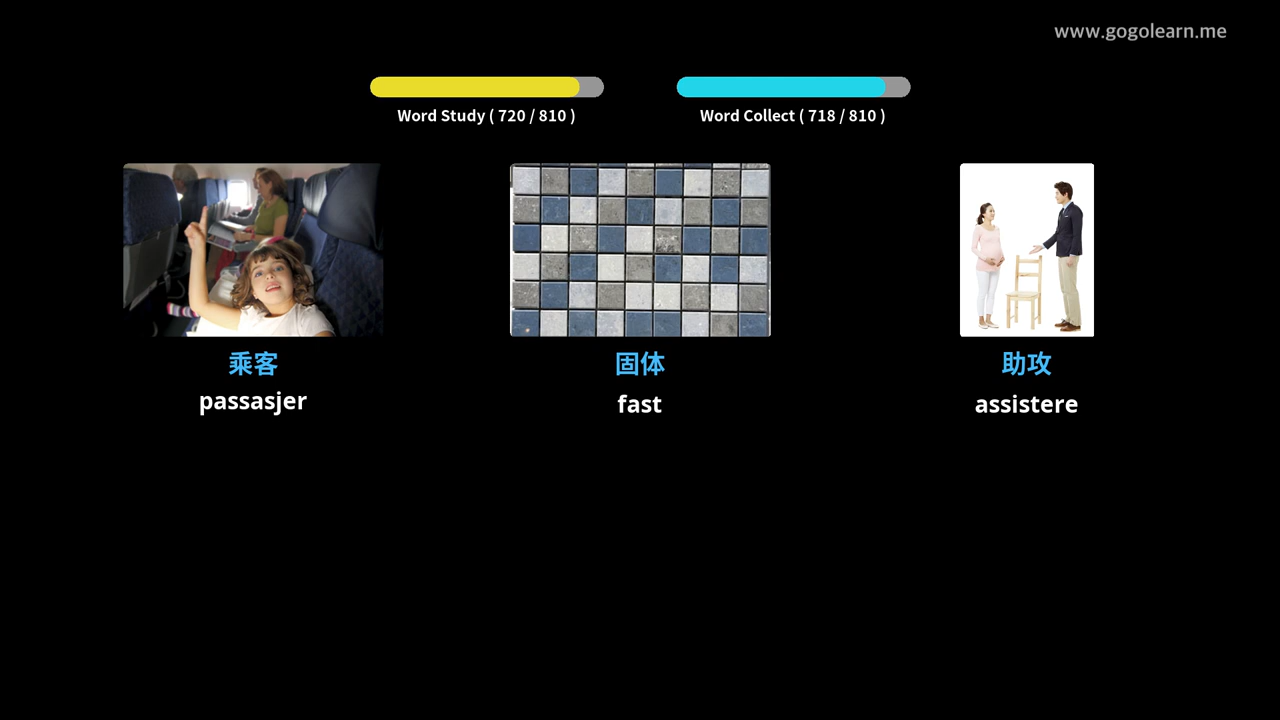 www.gogolearn.me
Word Study ( 720 / 810 )
Word Collect ( 718 / 810 )
乘客
固体
助攻
passasjer
fast
assistere